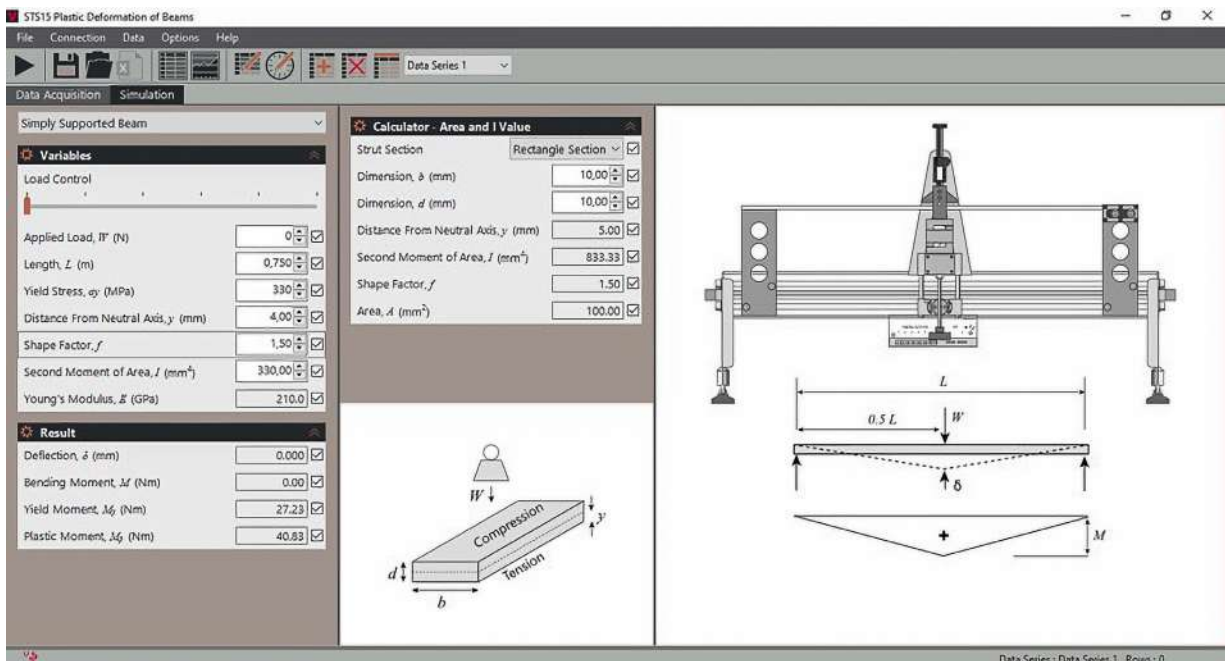 STS15 Plastic Deformation of Beams
File Connection Data Options Help
Data Series 1
Data Acquisition Simulation
Simply Supported Beam
Variables
Load Control
Applied Load, W (N) 0
Length, L (m) 0,750
Yield Stress, σy (MPa) 330
Distance From Neutral Axis, y (mm) 4,00
Shape Factor, f 1,50
Second Moment of Area, I (mm⁴) 330,00
Young's Modulus, E (GPa) 210.0
Result
Deflection, δ (mm) 0.000
Bending Moment, M (Nm) 0.00
Yield Moment, My (Nm) 27.23
Plastic Moment, Mp (Nm) 40.83
Calculator - Area and I Value
Strut Section Rectangle Section
Dimension, b (mm) 10,00
Dimension, d (mm) 10,00
Distance From Neutral Axis, y (mm) 5.00
Second Moment of Area, I (mm⁴) 833.33
Shape Factor, f 1.50
Area, A (mm²) 100.00
W
Compression
y
Tension
d
b
L
0.5 L
W
δ
+
M
Data Series : Data Series 1 Rows : 0